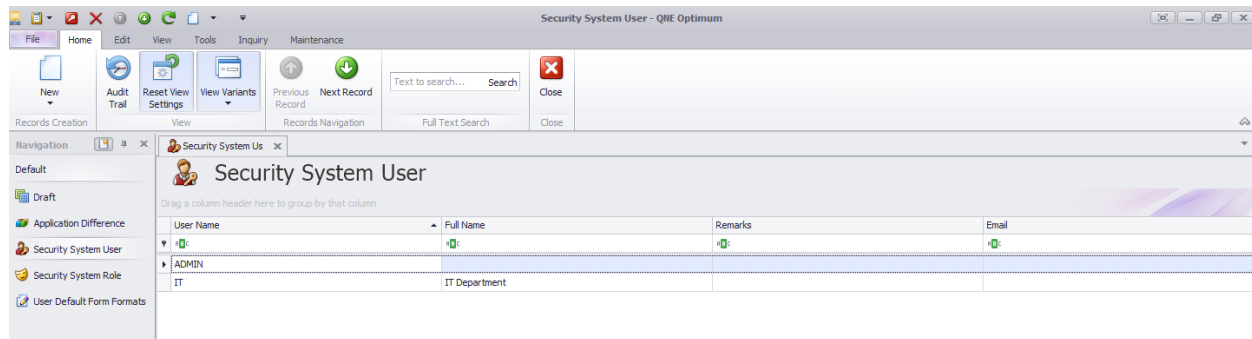 Security System User - QNE Optimum
File Home Edit View Tools Inquiry Maintenance
New
Audit Trail
Reset View Settings
View Variants
Previous Record
Next Record
Text to search... Search
Close
Records Creation View Records Navigation Full Text Search Close
Navigation
Security System Us
Default
Draft
Application Difference
Security System User
Security System Role
User Default Form Formats
Security System User
Drag a column header here to group by that column
User Name Full Name Remarks Email
ADMIN
IT IT Department